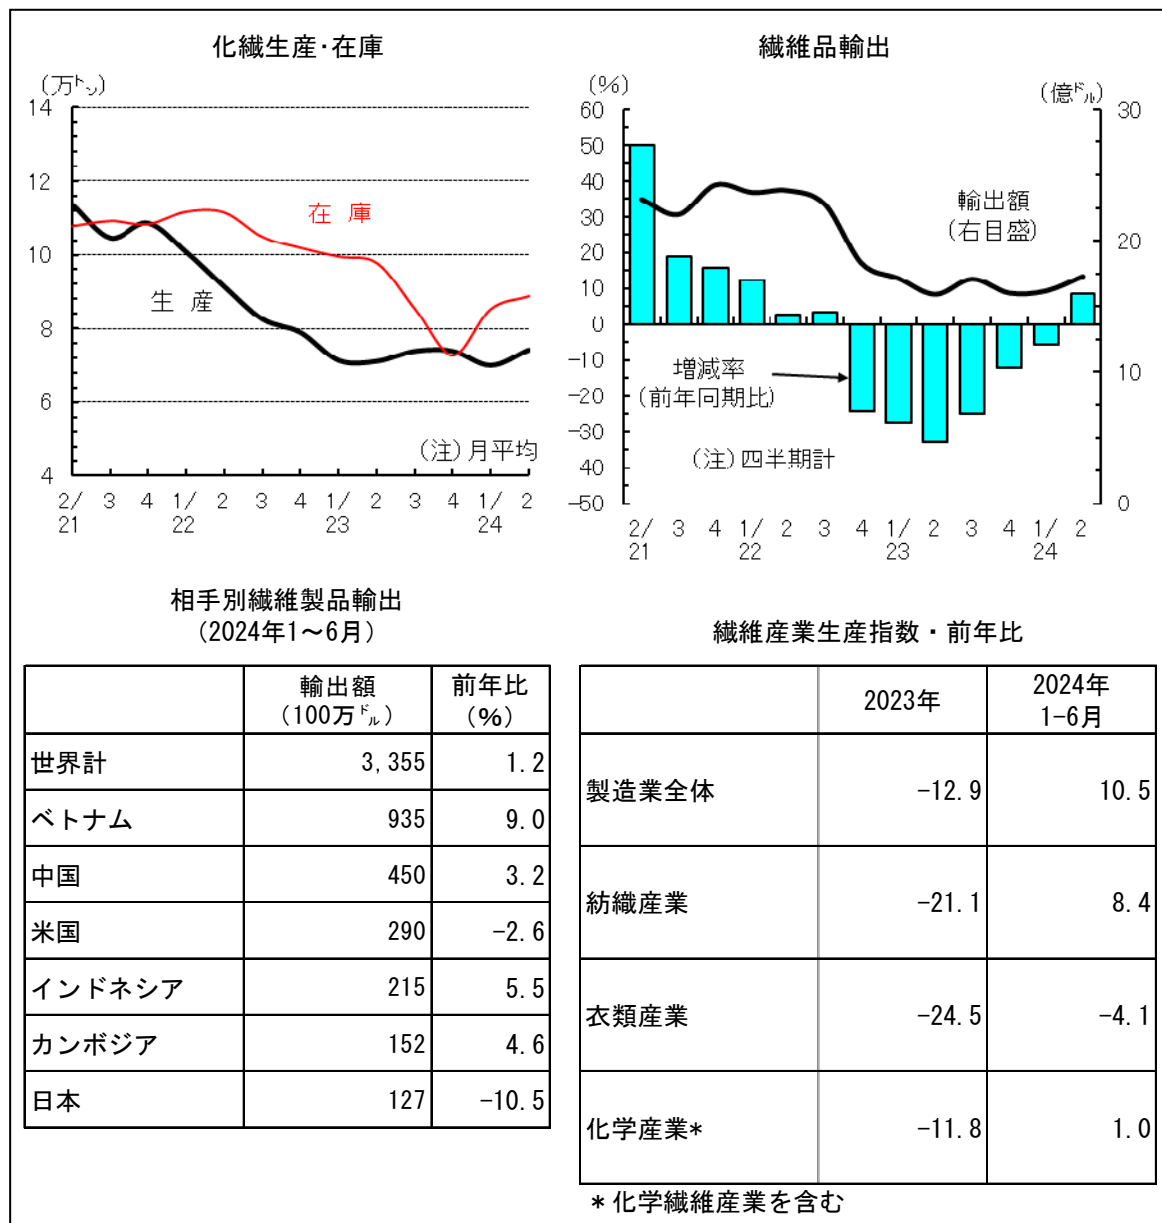 化繊生産・在庫
(万㌧)
14
12
10
8
6
4
在 庫
生 産
(注)月平均
2/ 3 4 1/ 2 3 4 1/ 2 3 4 1/ 2
21 22 23 24
繊維品輸出
(%)
(億㌦)
60
50
40
30
20
10
0
-10
-20
-30
-40
-50
30
20
10
0
輸出額
(右目盛)
増減率
(前年同期比)
(注)四半期計
2/ 3 4 1/ 2 3 4 1/ 2 3 4 1/ 2
21 22 23 24
相手別繊維製品輸出
(2024年1～6月)
輸出額 前年比
(100万㌦) (%)
世界計 3,355 1.2
ベトナム 935 9.0
中国 450 3.2
米国 290 -2.6
インドネシア 215 5.5
カンボジア 152 4.6
日本 127 -10.5
繊維産業生産指数・前年比
2023年 2024年
1-6月
製造業全体 -12.9 10.5
紡織産業 -21.1 8.4
衣類産業 -24.5 -4.1
化学産業* -11.8 1.0
*化学繊維産業を含む